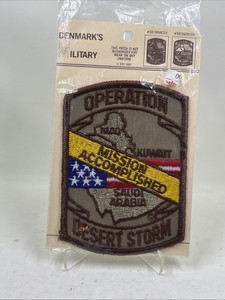 DENMARK'S
MILITARY
THIS PATCH IS NOT
AUTHORIZED FOR
WEAR ON ANY
UNIFORM
OPERATION
IRAQ
KUWAIT
MISSION
ACCOMPLISHED
SAUDI
ARABIA
DESERT STORM